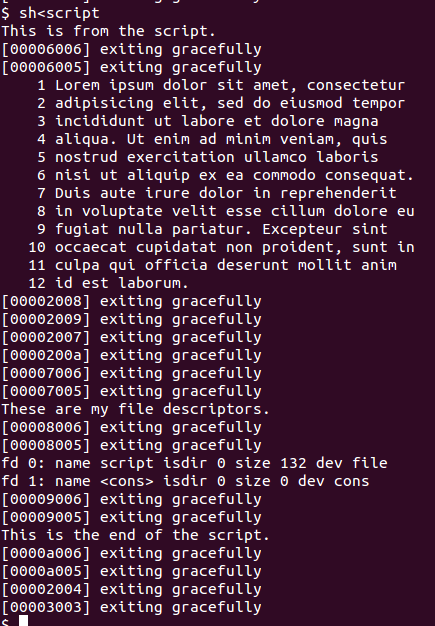 $ sh<script
This is from the script.
[00006006] exiting gracefully
[00006005] exiting gracefully
1 Lorem ipsum dolor sit amet, consectetur
2 adipisicing elit, sed do eiusmod tempor
3 incididunt ut labore et dolore magna
4 aliqua. Ut enim ad minim veniam, quis
5 nostrud exercitation ullamco laboris
6 nisi ut aliquip ex ea commodo consequat.
7 Duis aute irure dolor in reprehenderit
8 in voluptate velit esse cillum dolore eu
9 fugiat nulla pariatur. Excepteur sint
10 occaecat cupidatat non proident, sunt in
11 culpa qui officia deserunt mollit anim
12 id est laborum.
[00002008] exiting gracefully
[00002009] exiting gracefully
[00002007] exiting gracefully
[0000200a] exiting gracefully
[00007006] exiting gracefully
[00007005] exiting gracefully
These are my file descriptors.
[00008006] exiting gracefully
[00008005] exiting gracefully
fd 0: name script isdir 0 size 132 dev file
fd 1: name <cons> isdir 0 size 0 dev cons
[00009006] exiting gracefully
[00009005] exiting gracefully
This is the end of the script.
[0000a006] exiting gracefully
[0000a005] exiting gracefully
[00002004] exiting gracefully
[00003003] exiting gracefully
$